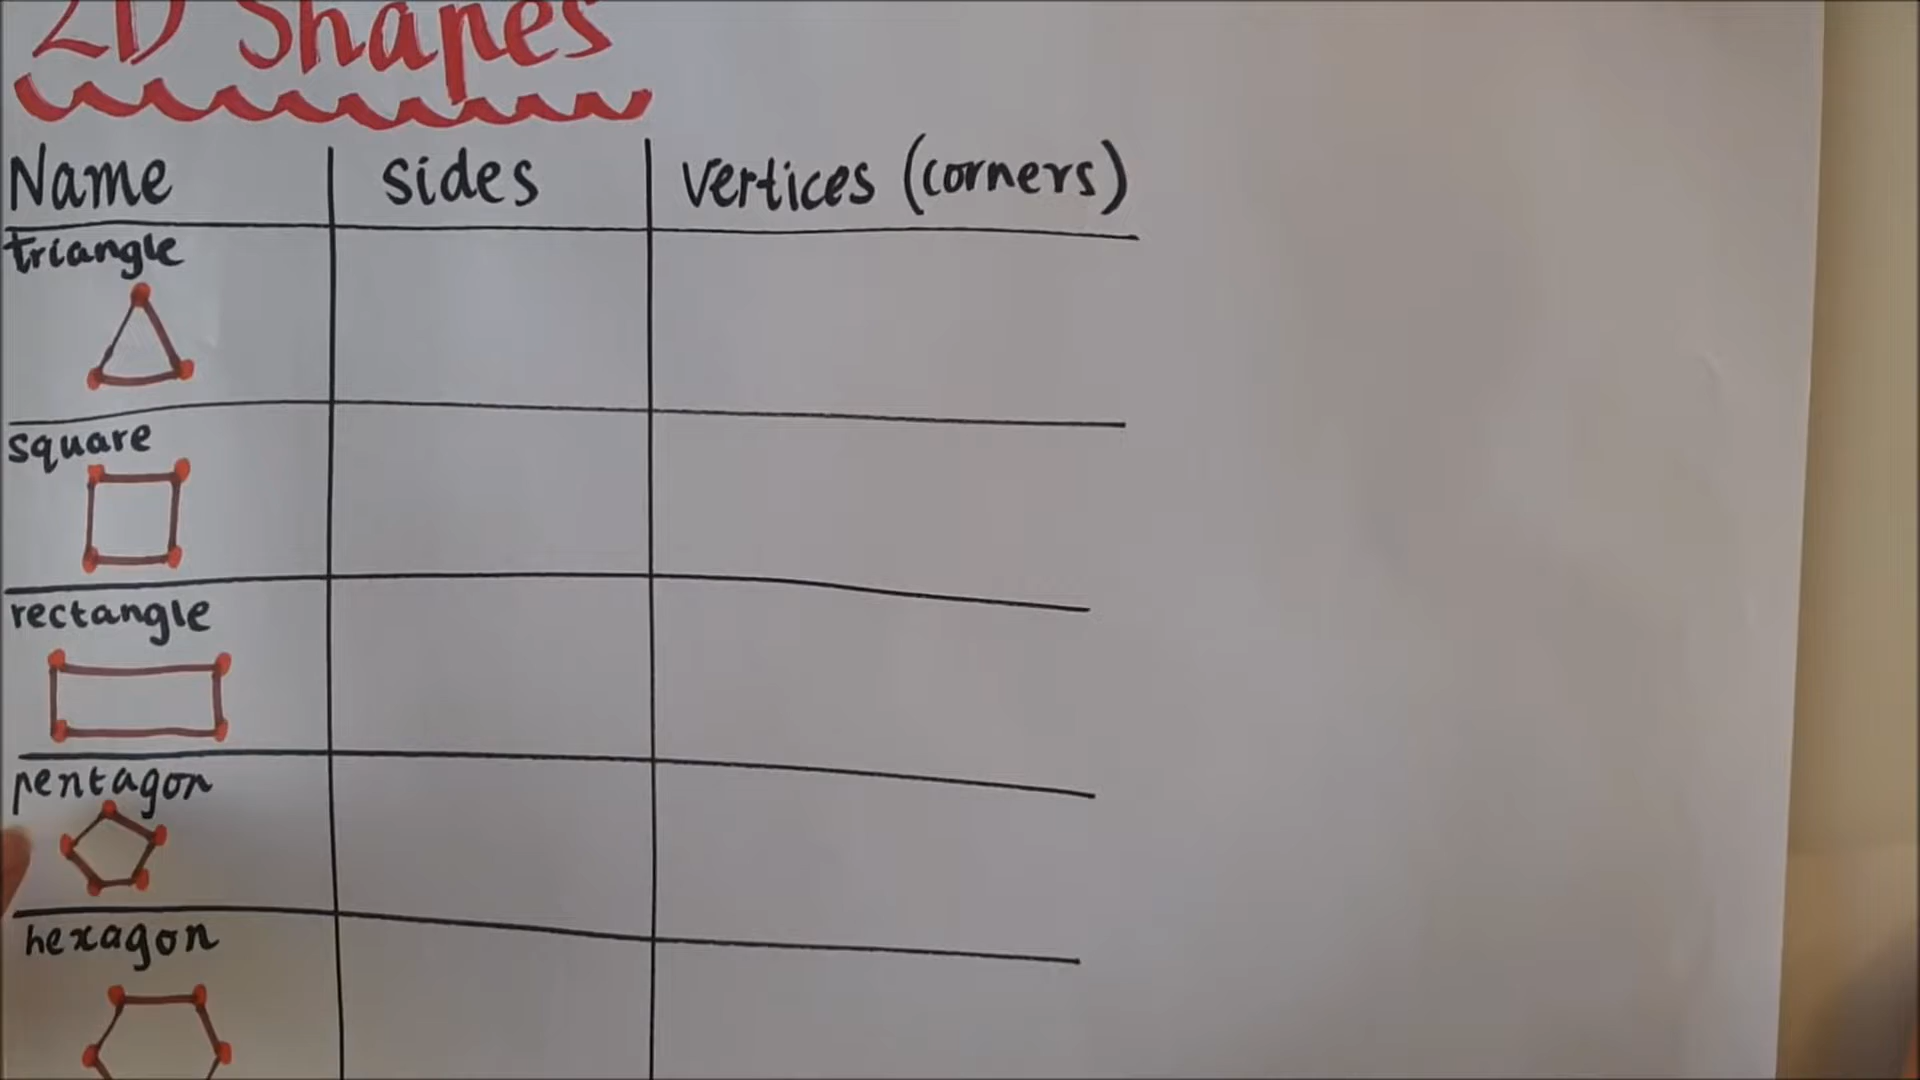 2D Shapes
Name sides vertices (corners)
triangle
square
rectangle
pentagon
hexagon